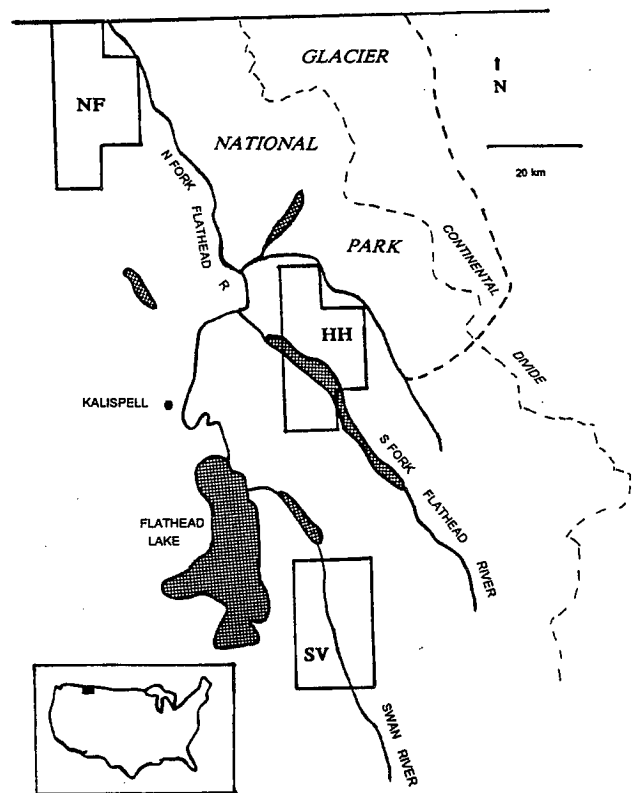 GLACIER
N
NF
NATIONAL
20 km
N FORK
FLATHEAD
R
PARK
CONTINENTAL
HH
DIVIDE
KALISPELL
S FORK
FLATHEAD
RIVER
FLATHEAD
LAKE
SV
SWAN
RIVER